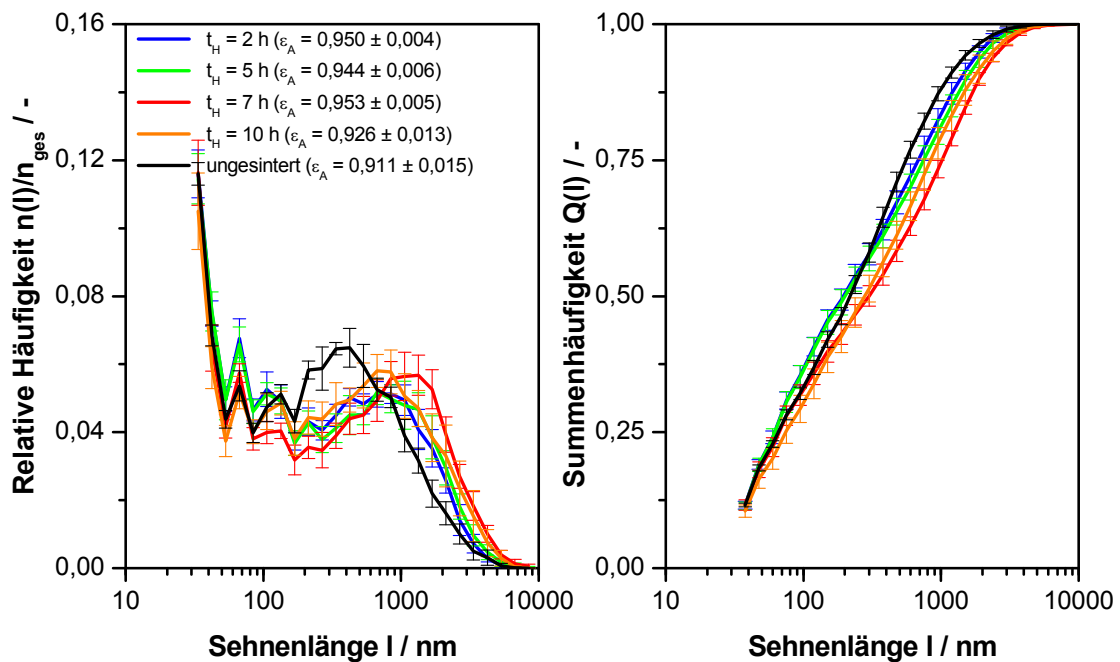 0,16
0,12
0,08
0,04
0,00
Relative Häufigkeit n(l)/n_ges / -
t_H = 2 h (ε_A = 0,950 ± 0,004)
t_H = 5 h (ε_A = 0,944 ± 0,006)
t_H = 7 h (ε_A = 0,953 ± 0,005)
t_H = 10 h (ε_A = 0,926 ± 0,013)
ungesintert (ε_A = 0,911 ± 0,015)
10 100 1000 10000
Sehnenlänge l / nm
1,00
0,75
0,50
0,25
0,00
Summenhäufigkeit Q(l) / -
10 100 1000 10000
Sehnenlänge l / nm